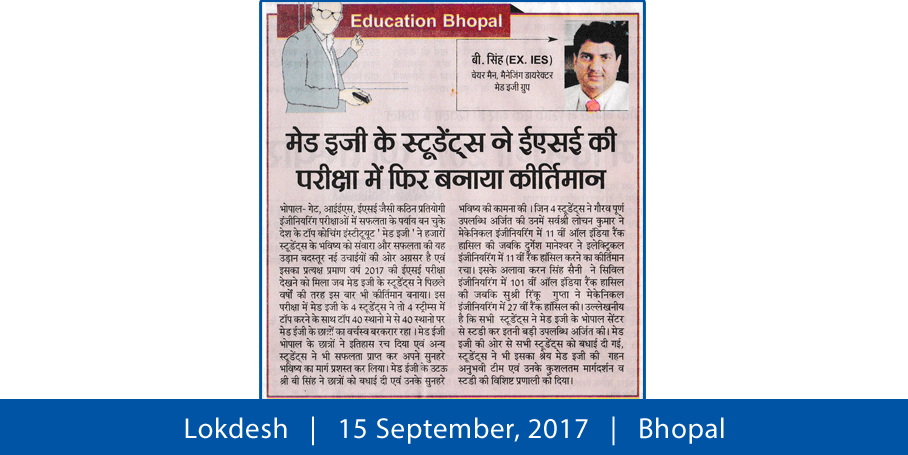 Education Bhopal
बी. सिंह (EX. IES)
चेयर मैन, मैनेजिंग डायरेक्टर
मेड इजी ग्रुप
मेड इजी के स्टूडेंट्स ने ईएसई की
परीक्षा में फिर बनाया कीर्तिमान
भोपाल- गेट, आईईएस, ईएसई जैसी कठिन प्रतियोगी
इंजीनियरिंग परीक्षाओं में सफलता के पर्याय बन चुके
देश के टॉप कोचिंग इंस्टीट्यूट ' मेड इजी ' ने हजारों
स्टूडेंट्स के भविष्य को संवारा और सफलता की यह
उड़ान बदस्तूर नई उचाईयों की ओर अग्रसर है एवं
इसका प्रत्यक्ष प्रमाण वर्ष 2017 की ईएसई परीक्षा
देखने को मिला जब मेड इजी के स्टूडेंट्स ने पिछले
वर्षों की तरह इस बार भी कीर्तिमान बनाया। इस
परीक्षा में मेड इजी के 4 स्टूडेंट्स ने तो 4 स्ट्रीम्स में
टॉप करने के साथ टॉप 40 स्थानो मे से 40 स्थानो पर
मेड ईजी के छात्रों का वर्चस्व बरकरार रहा । मेड ईजी
भोपाल के छात्रों ने इतिहास रच दिया एवं अन्य
स्टूडेंट्स ने भी सफलता प्राप्त कर अपने सुनहरे
भविष्य का मार्ग प्रशस्त कर लिया। मेड ईजी के उटऊ
श्री बी सिंह ने छात्रों को बधाई दी एवं उनके सुनहरे
भविष्य की कामना की । जिन 4 स्टूडेंट्स ने गौरव पूर्ण
उपलब्धि अर्जित की उनमें सर्वश्री लोचन कुमार ने
मेकेनिकल इंजीनियरिंग में 11 वीं ऑल इंडिया रैंक
हासिल की जबकि दुर्गेश मानेश्वर ने इलेक्ट्रिकल
इंजीनियरिंग में 11 वीं रैंक हॉसिल करने का कीर्तिमान
रचा। इसके अलावा करन सिंह सैनी ने सिविल
इंजीनियरिंग में 101 वीं ऑल इंडिया रैंक हासिल
की जबकि सुश्री रिंकू गुप्ता ने मेकेनिकल
इंजीनियरिंग में 27 वीं रैंक हासिल की। उल्लेखनीय
है कि सभी स्टूडेंट्स ने मेड इजी के भोपाल सेंटर
से स्टडी कर इतनी बड़ी उपलब्धि अर्जित की। मेड
इजी की ओर से सभी स्टूडेंट्स को बधाई दी गई,
स्टूडेंट्स ने भी इसका श्रेय मेड इजी की गहन
अनुभवी टीम एवं उनके कुशलतम मार्गदर्शन व
स्टडी की विशिष्ट प्रणाली को दिया।
Lokdesh | 15 September, 2017 | Bhopal